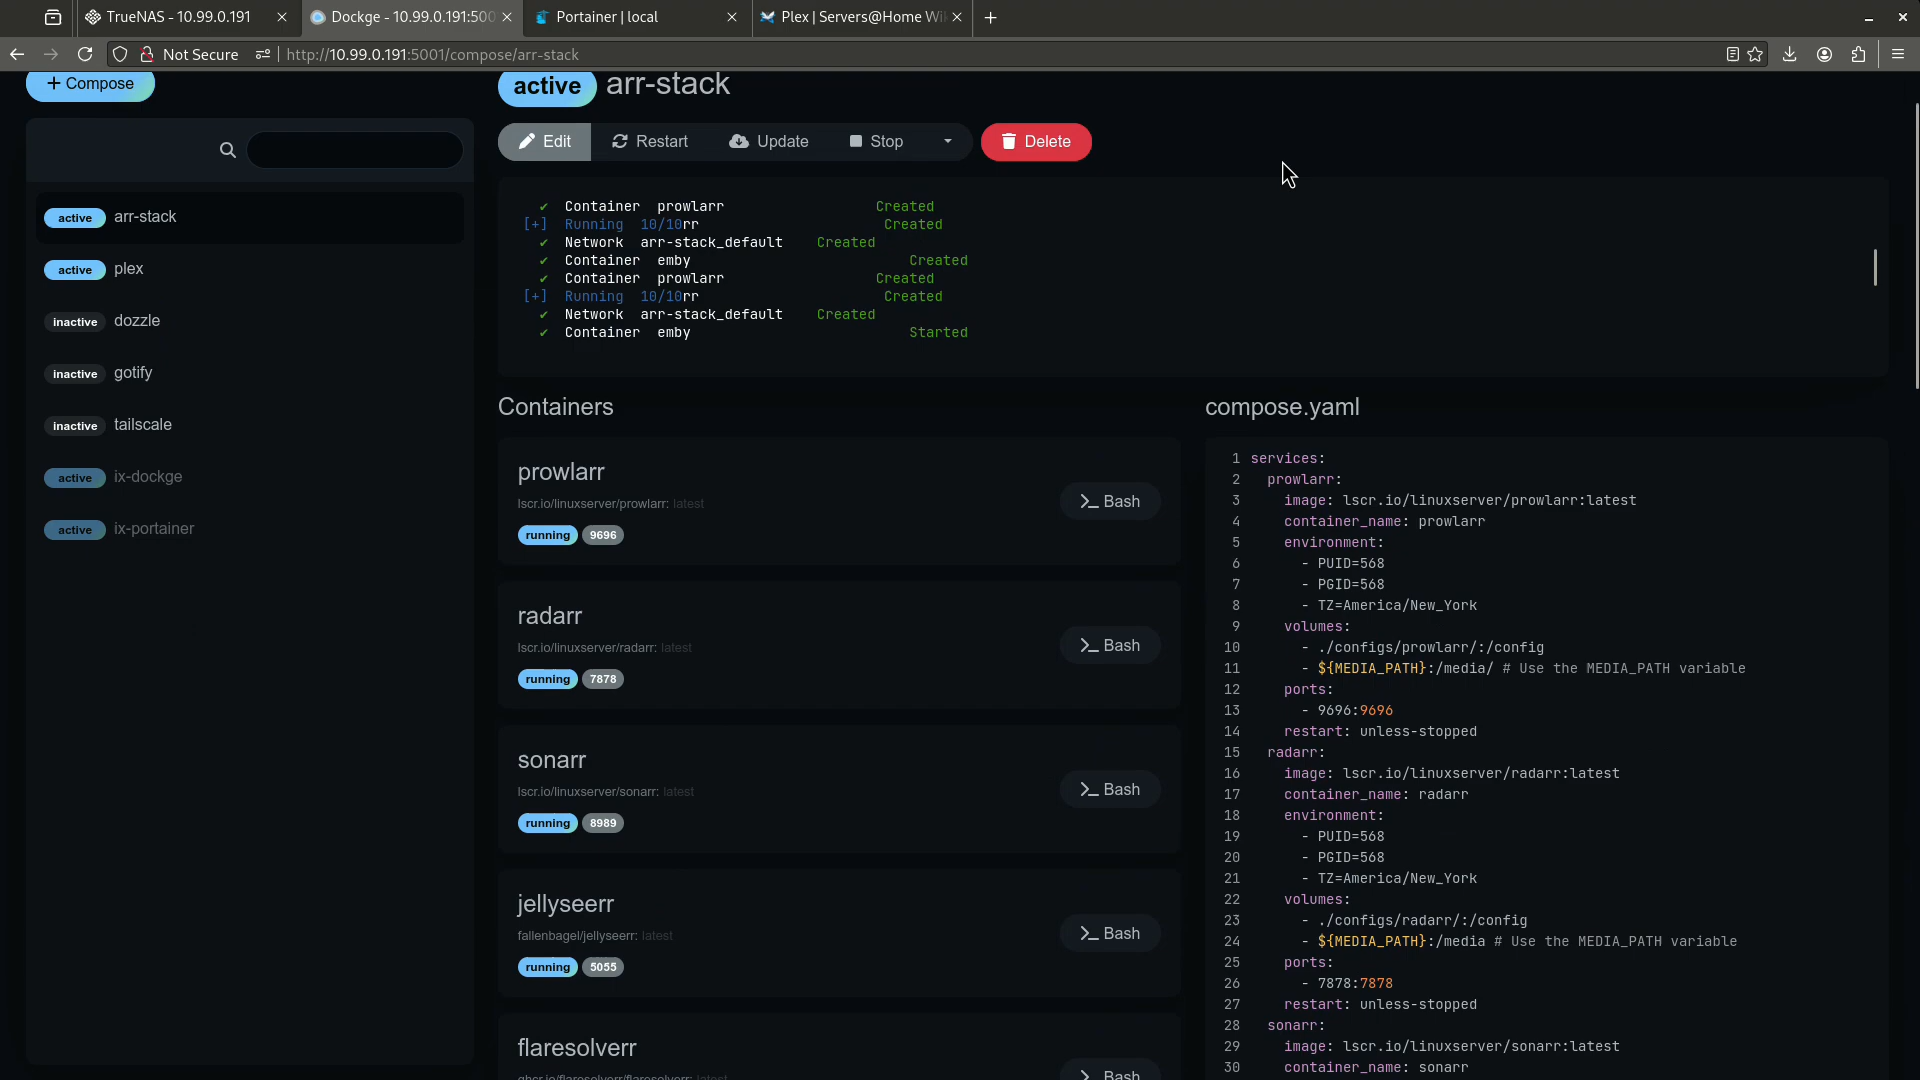 TrueNAS - 10.99.0.191
Dockge - 10.99.0.191:500
Portainer | local
Plex | Servers@Home Wi
Not Secure
http://10.99.0.191:5001/compose/arr-stack
+ Compose
active arr-stack
Edit
Restart
Update
Stop
Delete
active arr-stack
active plex
inactive dozzle
inactive gotify
inactive tailscale
active ix-dockge
active ix-portainer
✔ Container prowlarr Created
[+] Running 10/10rr Created
✔ Network arr-stack_default Created
✔ Container emby Created
✔ Container prowlarr Created
[+] Running 10/10rr Created
✔ Network arr-stack_default Created
✔ Container emby Started
Containers
prowlarr
lscr.io/linuxserver/prowlarr: latest
running 9696
>_ Bash
radarr
lscr.io/linuxserver/radarr: latest
running 7878
>_ Bash
sonarr
lscr.io/linuxserver/sonarr: latest
running 8989
>_ Bash
jellyseerr
fallenbagel/jellyseerr: latest
running 5055
>_ Bash
flaresolverr
ghcr.io/flaresolverr/flaresolverr: latest
>_ Bash
compose.yaml
1 services:
2 prowlarr:
3 image: lscr.io/linuxserver/prowlarr:latest
4 container_name: prowlarr
5 environment:
6 - PUID=568
7 - PGID=568
8 - TZ=America/New_York
9 volumes:
10 - ./configs/prowlarr/:/config
11 - ${MEDIA_PATH}:/media/ # Use the MEDIA_PATH variable
12 ports:
13 - 9696:9696
14 restart: unless-stopped
15 radarr:
16 image: lscr.io/linuxserver/radarr:latest
17 container_name: radarr
18 environment:
19 - PUID=568
20 - PGID=568
21 - TZ=America/New_York
22 volumes:
23 - ./configs/radarr/:/config
24 - ${MEDIA_PATH}:/media # Use the MEDIA_PATH variable
25 ports:
26 - 7878:7878
27 restart: unless-stopped
28 sonarr:
29 image: lscr.io/linuxserver/sonarr:latest
30 container_name: sonarr